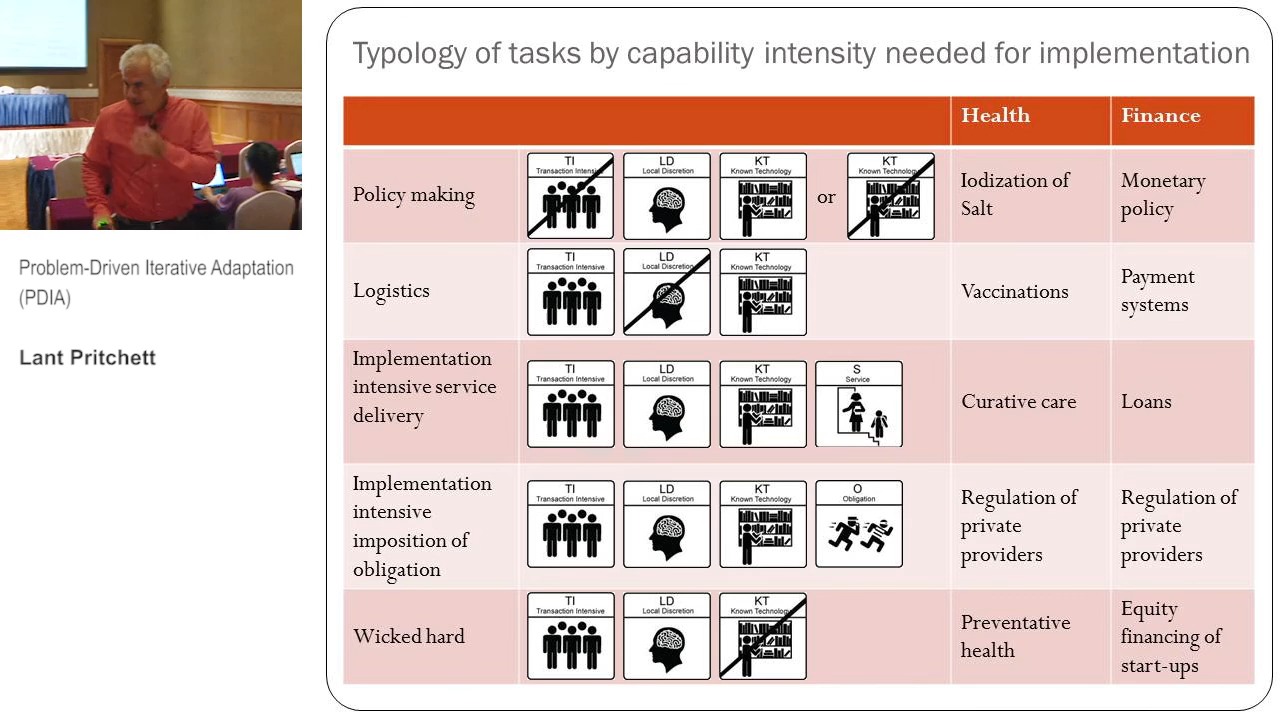 Problem-Driven Iterative Adaptation
(PDIA)
Lant Pritchett
Typology of tasks by capability intensity needed for implementation
Health
Finance
Policy making
TI
Transaction Intensive
LD
Local Discretion
KT
Known Technology
or
KT
Known Technology
Iodization of
Salt
Monetary
policy
Logistics
TI
Transaction Intensive
LD
Local Discretion
KT
Known Technology
Vaccinations
Payment
systems
Implementation
intensive service
delivery
TI
Transaction Intensive
LD
Local Discretion
KT
Known Technology
S
Service
Curative care
Loans
Implementation
intensive
imposition of
obligation
TI
Transaction Intensive
LD
Local Discretion
KT
Known Technology
O
Obligation
Regulation of
private
providers
Regulation of
private
providers
Wicked hard
TI
Transaction Intensive
LD
Local Discretion
KT
Known Technology
Preventative
health
Equity
financing of
start-ups